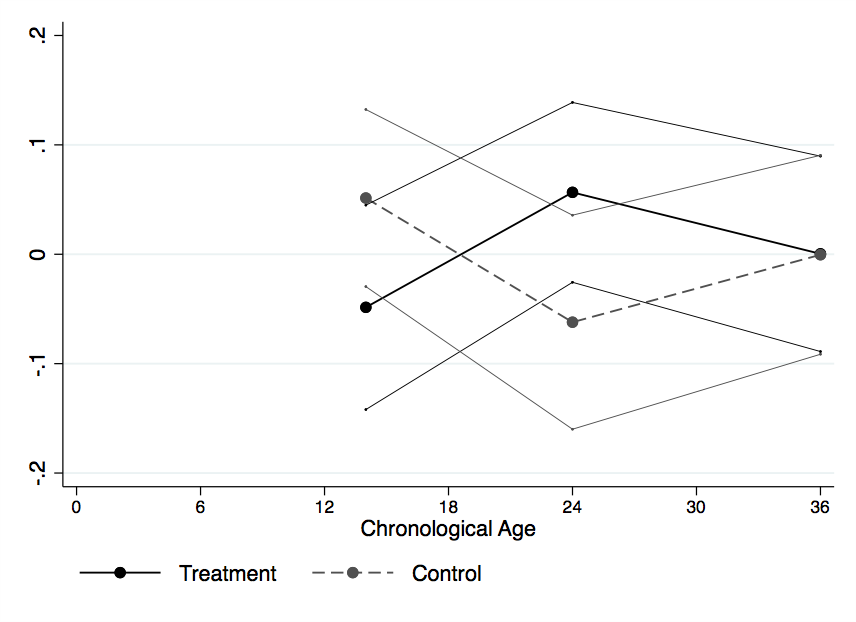 .2
.1
0
-.1
-.2
0 6 12 18 24 30 36
Chronological Age
Treatment Control